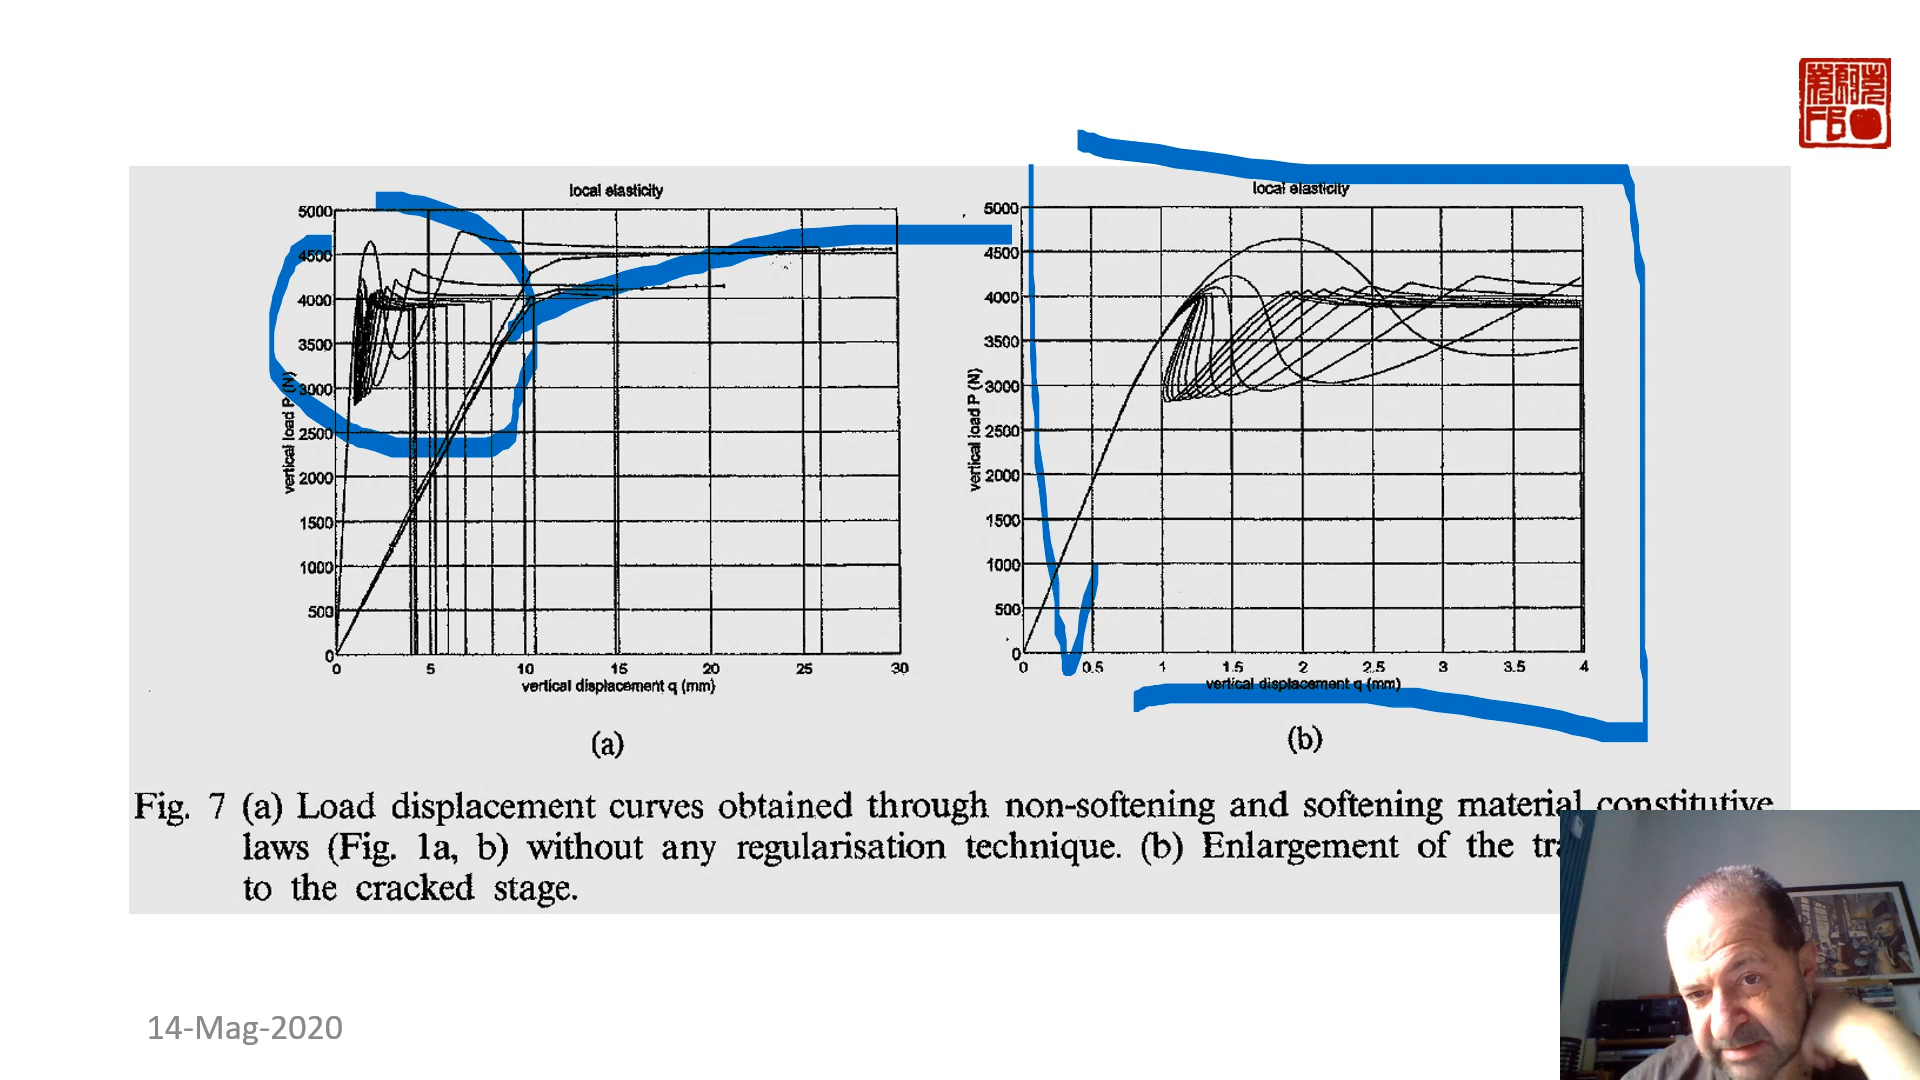 local elasticity
5000
4500
4000
3500
3000
2500
2000
1500
1000
500
0
0 5 10 15 20 25 30
vertical load P (N)
vertical displacement q (mm)
(a)
local elasticity
5000
4500
4000
3500
3000
2500
2000
1500
1000
500
0
0 0.5 1 1.5 2 2.5 3 3.5 4
vertical load P (N)
vertical displacement q (mm)
(b)
Fig. 7 (a) Load displacement curves obtained through non-softening and softening material constitutive
laws (Fig. 1a, b) without any regularisation technique. (b) Enlargement of the
to the cracked stage.
14-Mag-2020